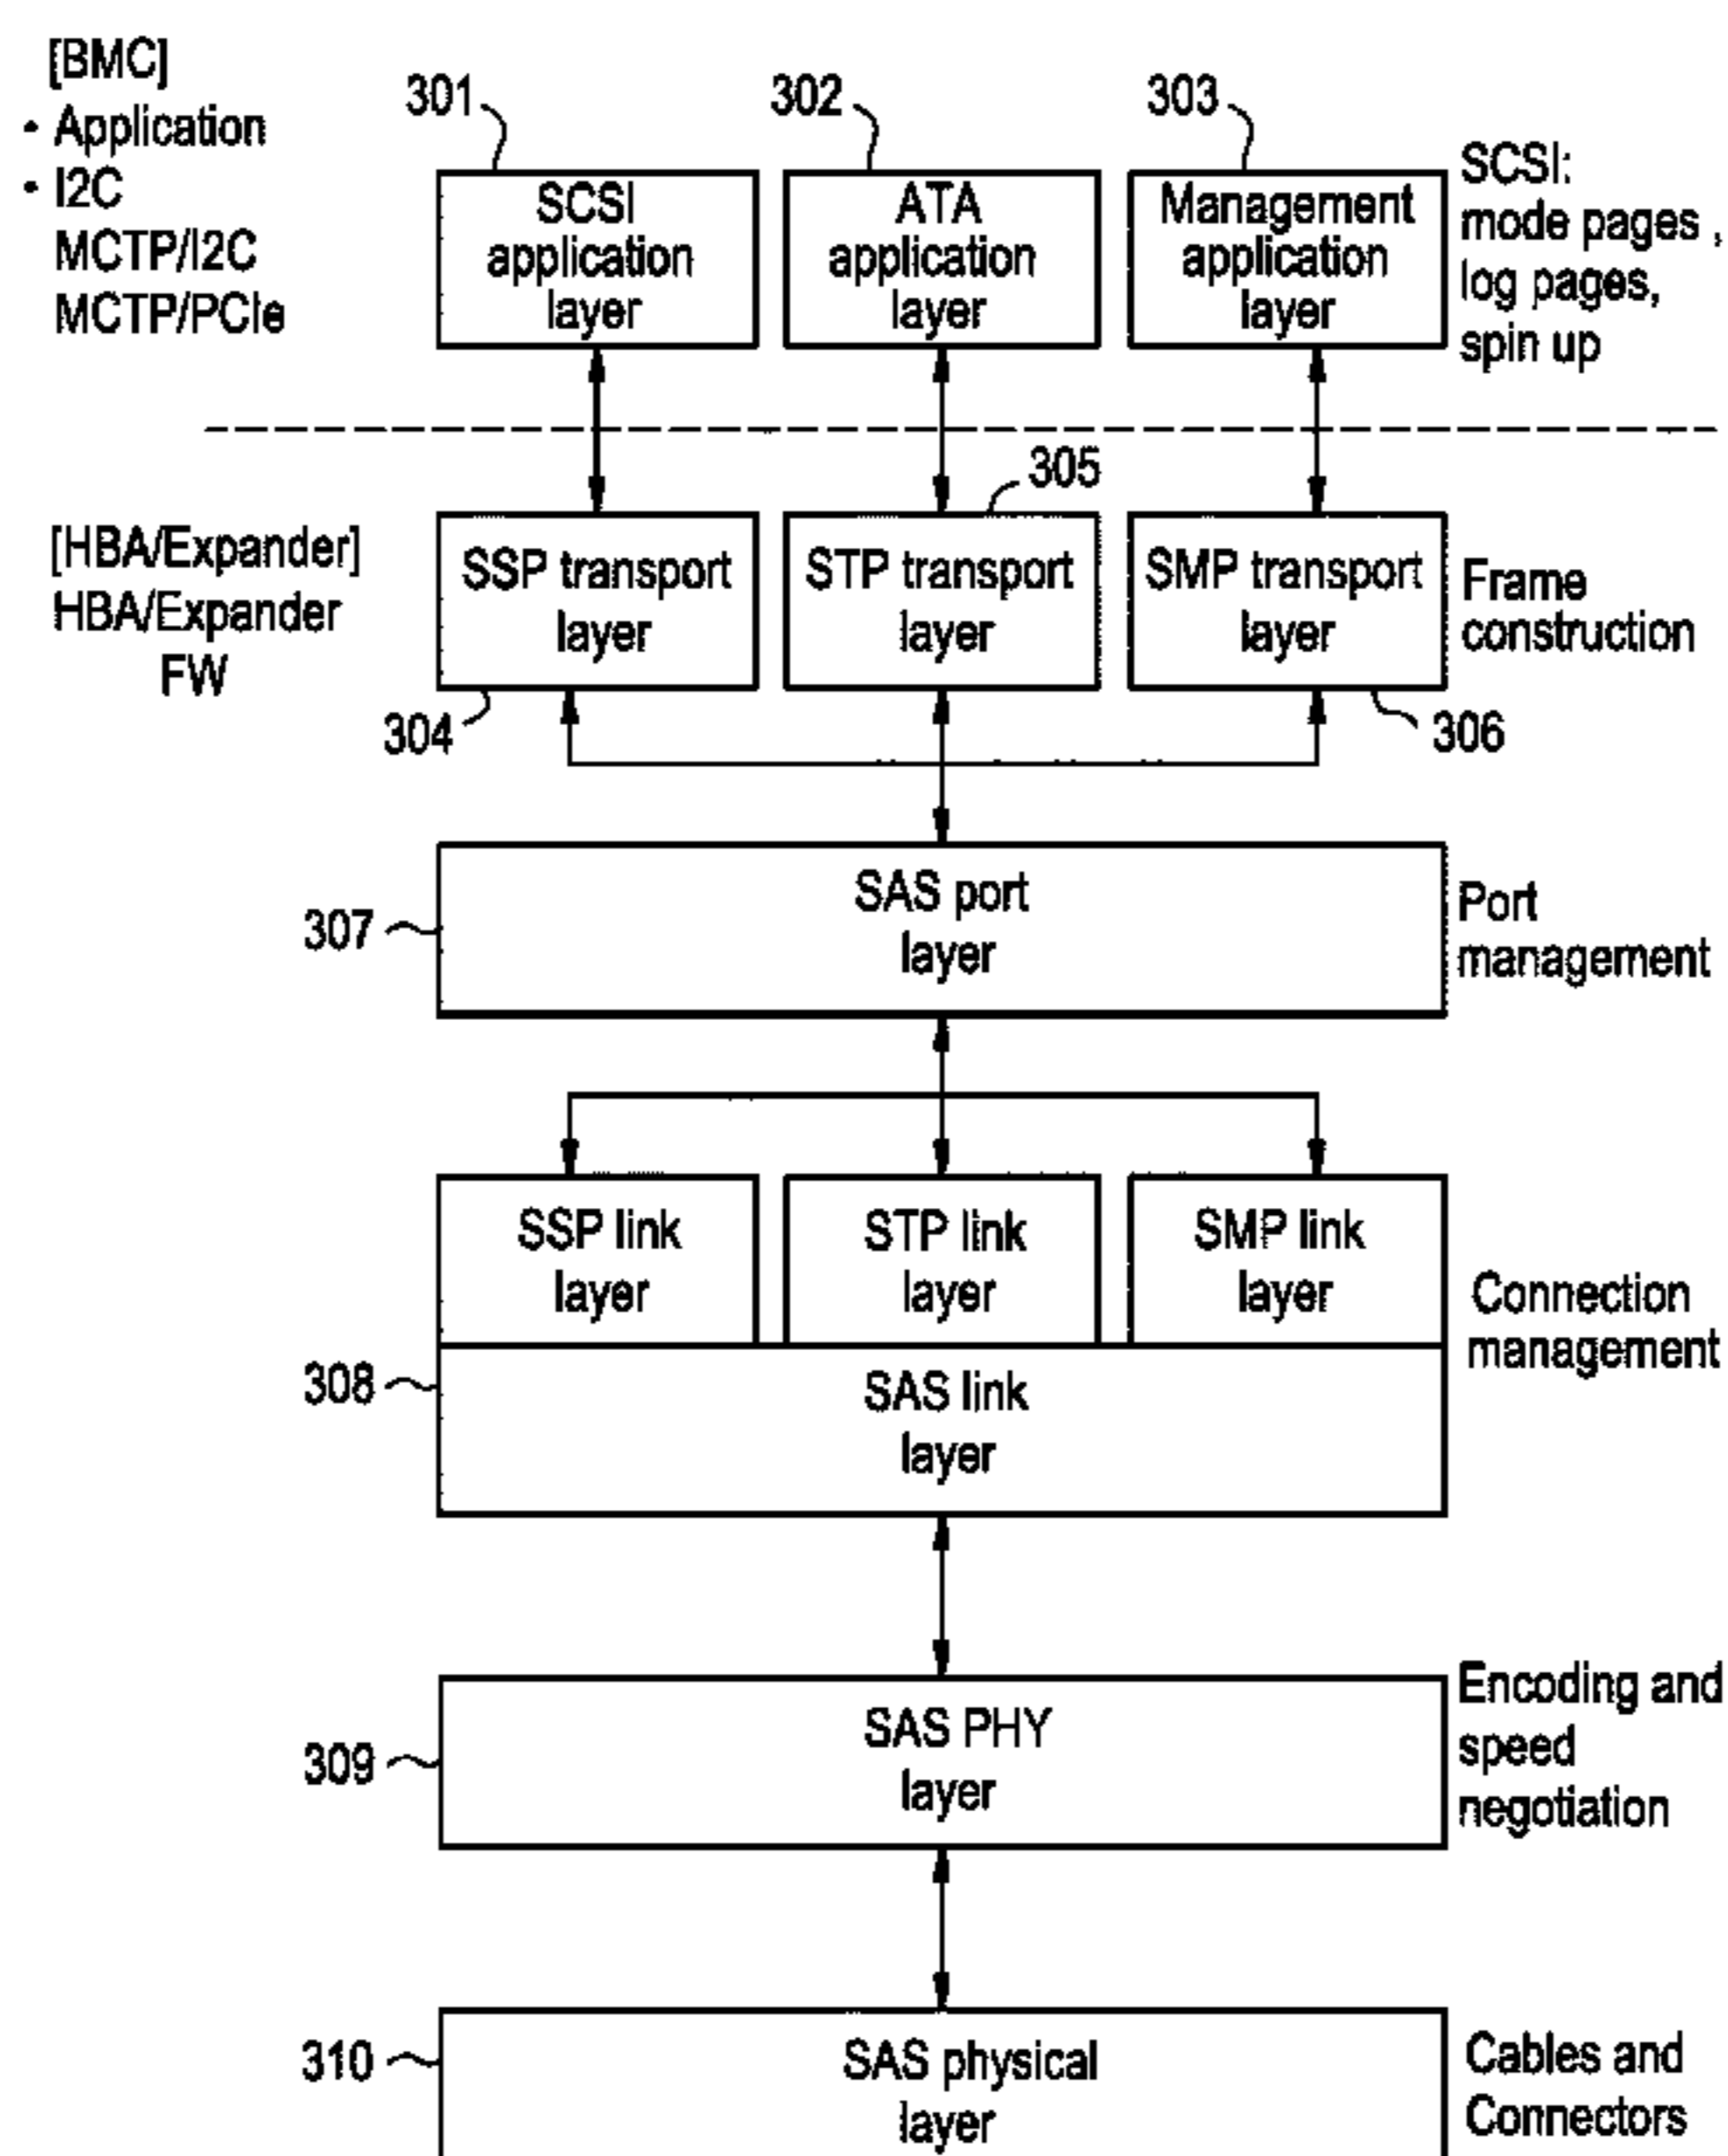 [BMC]
• Application
• I2C
MCTP/I2C
MCTP/PCIe
301
302
303
SCSI
application
layer
ATA
application
layer
Management
application
layer
SCSI:
mode pages ,
log pages,
spin up
[HBA/Expander]
HBA/Expander
FW
305
SSP transport
layer
STP transport
layer
SMP transport
layer
Frame
construction
304
306
307
SAS port
layer
Port
management
SSP link
layer
STP link
layer
SMP link
layer
Connection
management
308
SAS link
layer
309
SAS PHY
layer
Encoding and
speed
negotiation
310
SAS physical
layer
Cables and
Connectors